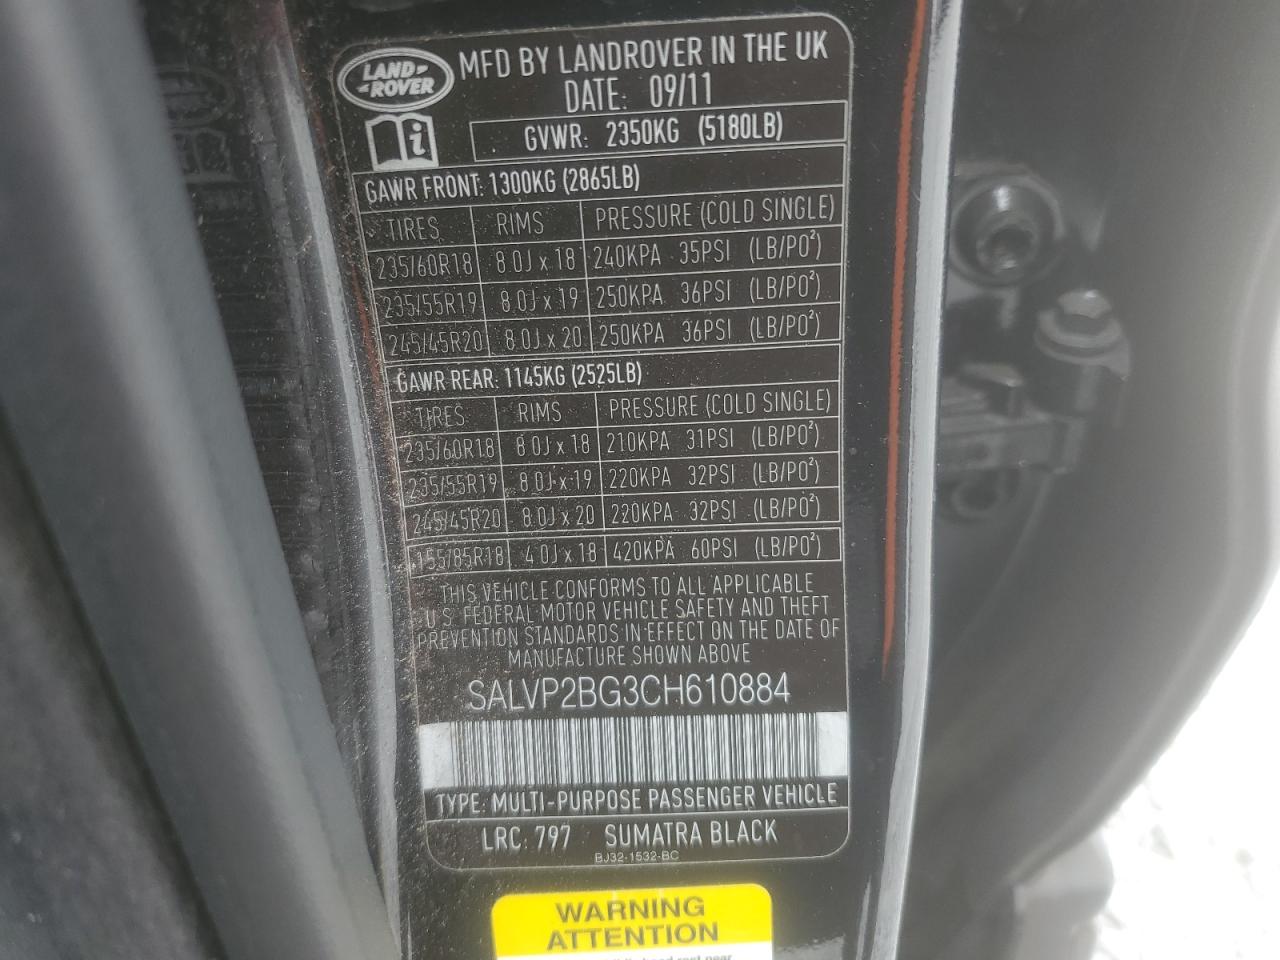 LAND ROVER
MFD BY LANDROVER IN THE UK
DATE: 09/11
i
GVWR: 2350KG (5180LB)
GAWR FRONT: 1300KG (2865LB)
TIRES RIMS PRESSURE (COLD SINGLE)
235/60R18 8.0J x 18 240KPA 35PSI (LB/PO²)
235/55R19 8.0J x 19 250KPA 36PSI (LB/PO²)
245/45R20 8.0J x 20 250KPA 36PSI (LB/PO²)
GAWR REAR: 1145KG (2525LB)
TIRES RIMS PRESSURE (COLD SINGLE)
235/60R18 8.0J x 18 210KPA 31PSI (LB/PO²)
235/55R19 8.0J x 19 220KPA 32PSI (LB/PO²)
245/45R20 8.0J x 20 220KPA 32PSI (LB/PO²)
155/85R18 4.0J x 18 420KPA 60PSI (LB/PO²)
THIS VEHICLE CONFORMS TO ALL APPLICABLE
U.S. FEDERAL MOTOR VEHICLE SAFETY AND THEFT
PREVENTION STANDARDS IN EFFECT ON THE DATE OF
MANUFACTURE SHOWN ABOVE
SALVP2BG3CH610884
TYPE: MULTI-PURPOSE PASSENGER VEHICLE
LRC: 797 SUMATRA BLACK
BJ32-1532-BC
WARNING
ATTENTION